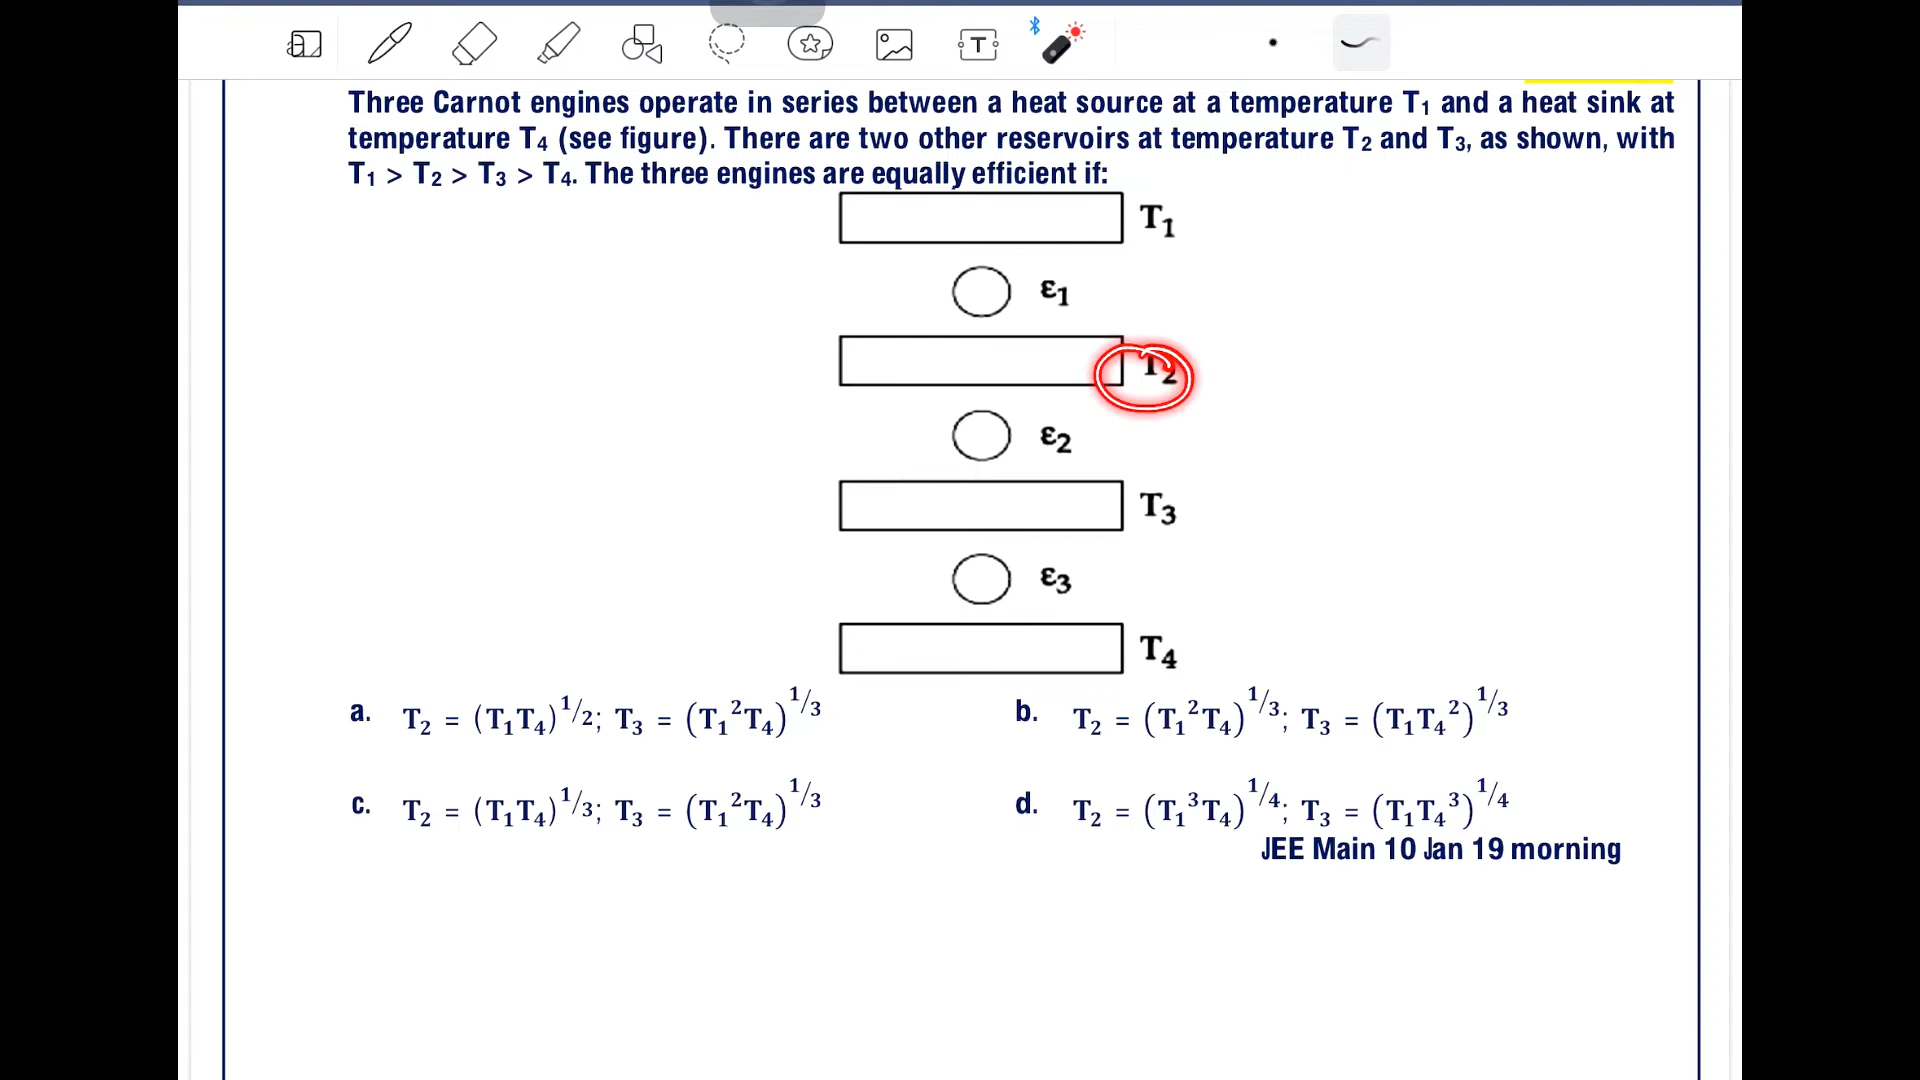 Three Carnot engines operate in series between a heat source at a temperature T₁ and a heat sink at
temperature T₄ (see figure). There are two other reservoirs at temperature T₂ and T₃, as shown, with
T₁ > T₂ > T₃ > T₄. The three engines are equally efficient if:
T₁
ε₁
T₂
ε₂
T₃
ε₃
T₄
a. T₂ = (T₁T₄)^1/2; T₃ = (T₁²T₄)^1/3
b. T₂ = (T₁²T₄)^1/3; T₃ = (T₁T₄²)^1/3
c. T₂ = (T₁T₄)^1/3; T₃ = (T₁²T₄)^1/3
d. T₂ = (T₁³T₄)^1/4; T₃ = (T₁T₄³)^1/4
JEE Main 10 Jan 19 morning